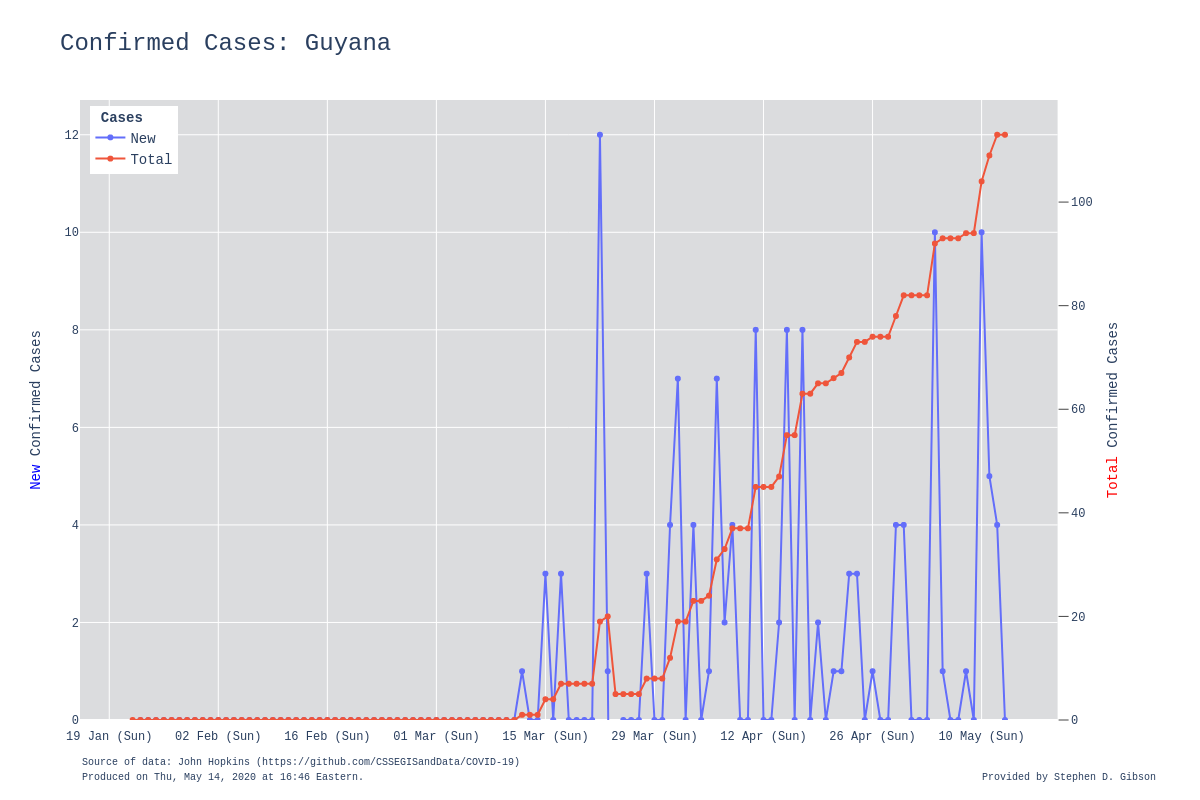 Confirmed Cases: Guyana
Cases
New
Total
12
10
8
6
4
2
0
100
80
60
40
20
0
New Confirmed Cases
Total Confirmed Cases
19 Jan (Sun) 02 Feb (Sun) 16 Feb (Sun) 01 Mar (Sun) 15 Mar (Sun) 29 Mar (Sun) 12 Apr (Sun) 26 Apr (Sun) 10 May (Sun)
Source of data: John Hopkins (https://github.com/CSSEGISandData/COVID-19)
Produced on Thu, May 14, 2020 at 16:46 Eastern.
Provided by Stephen D. Gibson